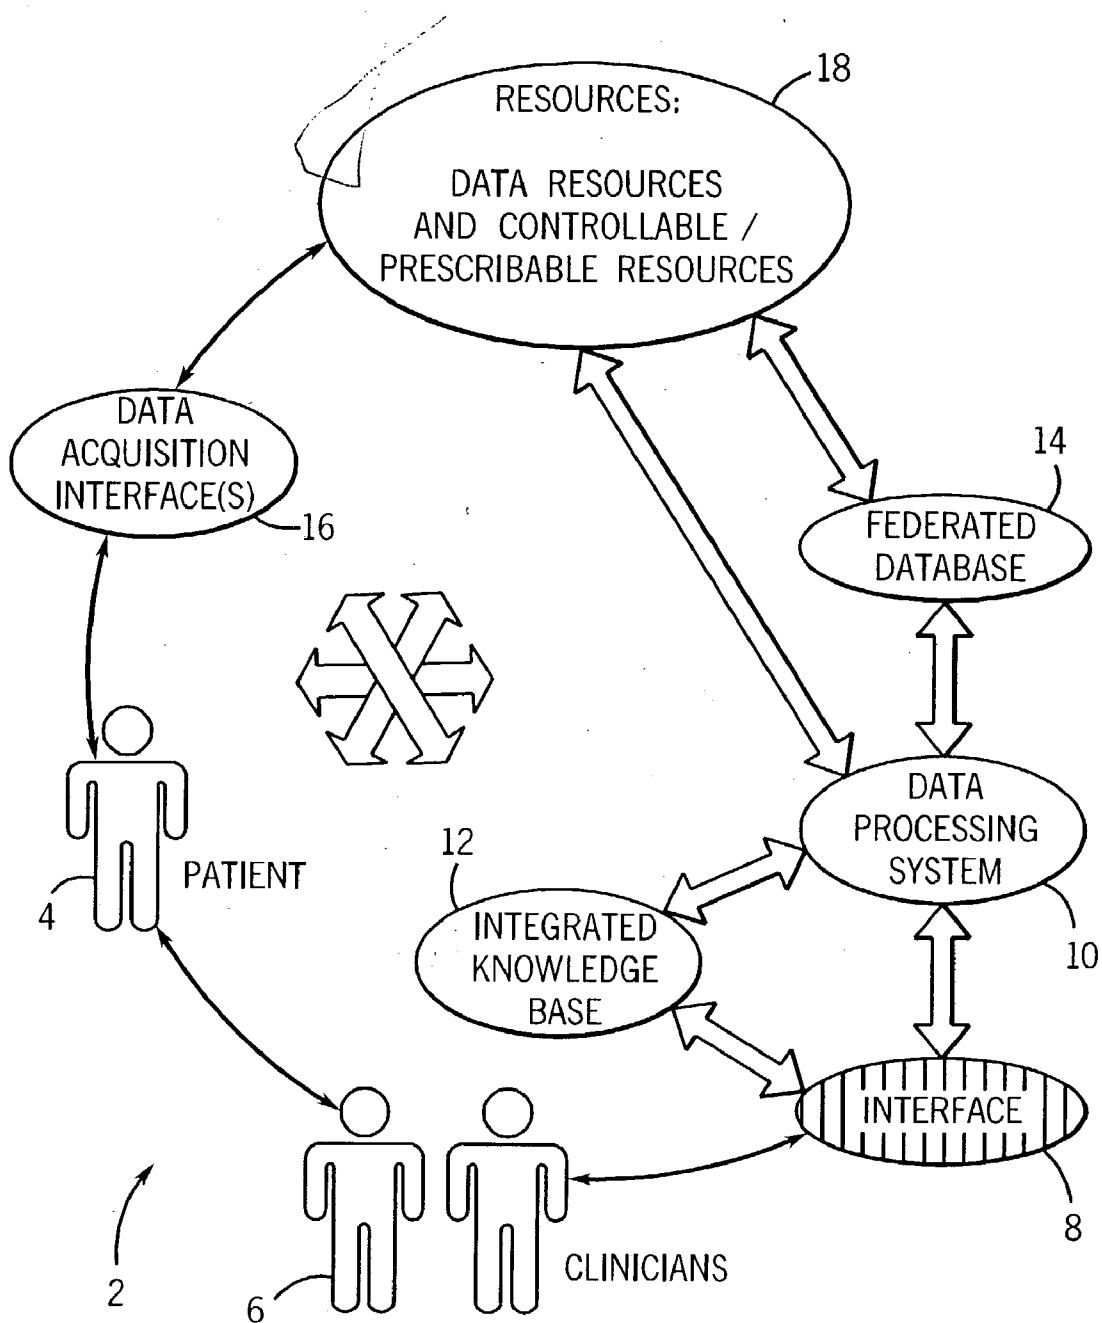 18
RESOURCES:
DATA RESOURCES
AND CONTROLLABLE /
PRESCRIBABLE RESOURCES
DATA
ACQUISITION
INTERFACE(S)
16
14
FEDERATED
DATABASE
DATA
PROCESSING
SYSTEM
10
12
INTEGRATED
KNOWLEDGE
BASE
PATIENT
4
INTERFACE
8
CLINICIANS
6
2